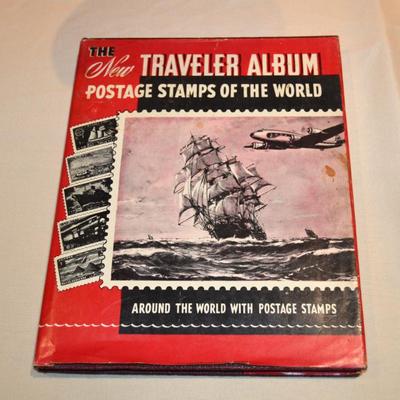 THE
New TRAVELER ALBUM
POSTAGE STAMPS OF THE WORLD
AROUND THE WORLD WITH POSTAGE STAMPS